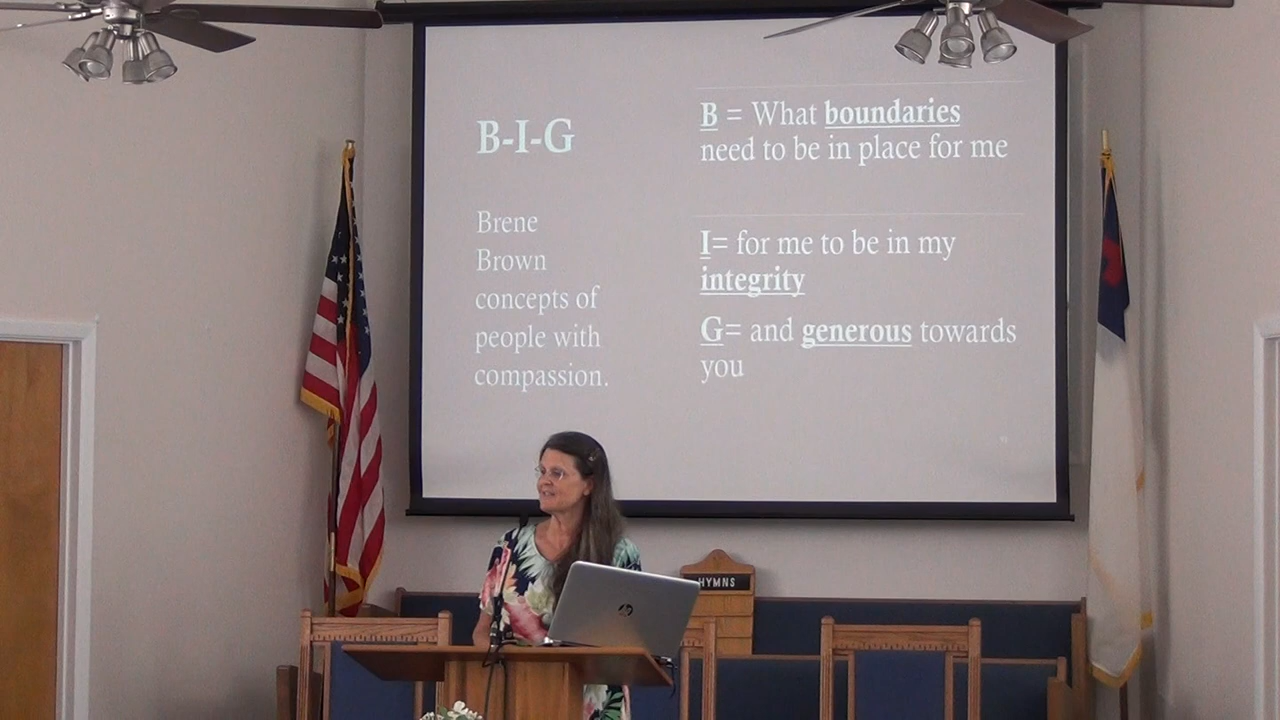 B-I-G
Brene
Brown
concepts of
people with
compassion.
B = What boundaries
need to be in place for me
I= for me to be in my
integrity
G= and generous towards
you
HYMNS
hp